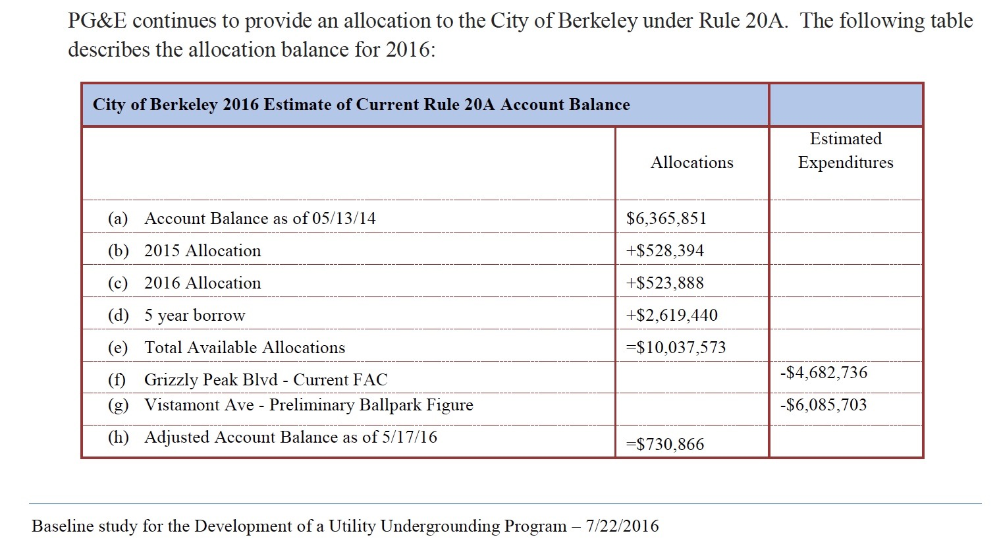 PG&E continues to provide an allocation to the City of Berkeley under Rule 20A. The following table
describes the allocation balance for 2016:
City of Berkeley 2016 Estimate of Current Rule 20A Account Balance
Allocations
Estimated
Expenditures
(a) Account Balance as of 05/13/14 $6,365,851
(b) 2015 Allocation +$528,394
(c) 2016 Allocation +$523,888
(d) 5 year borrow +$2,619,440
(e) Total Available Allocations =$10,037,573
(f) Grizzly Peak Blvd - Current FAC -$4,682,736
(g) Vistamont Ave - Preliminary Ballpark Figure -$6,085,703
(h) Adjusted Account Balance as of 5/17/16 =$730,866
Baseline study for the Development of a Utility Undergrounding Program – 7/22/2016